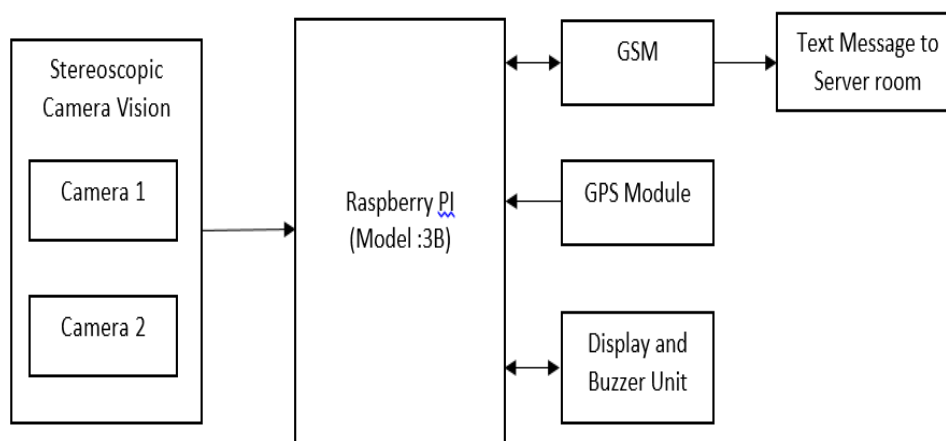 Stereoscopic
Camera Vision
Camera 1
Camera 2
Raspberry PI
(Model :3B)
GSM
Text Message to
Server room
GPS Module
Display and
Buzzer Unit